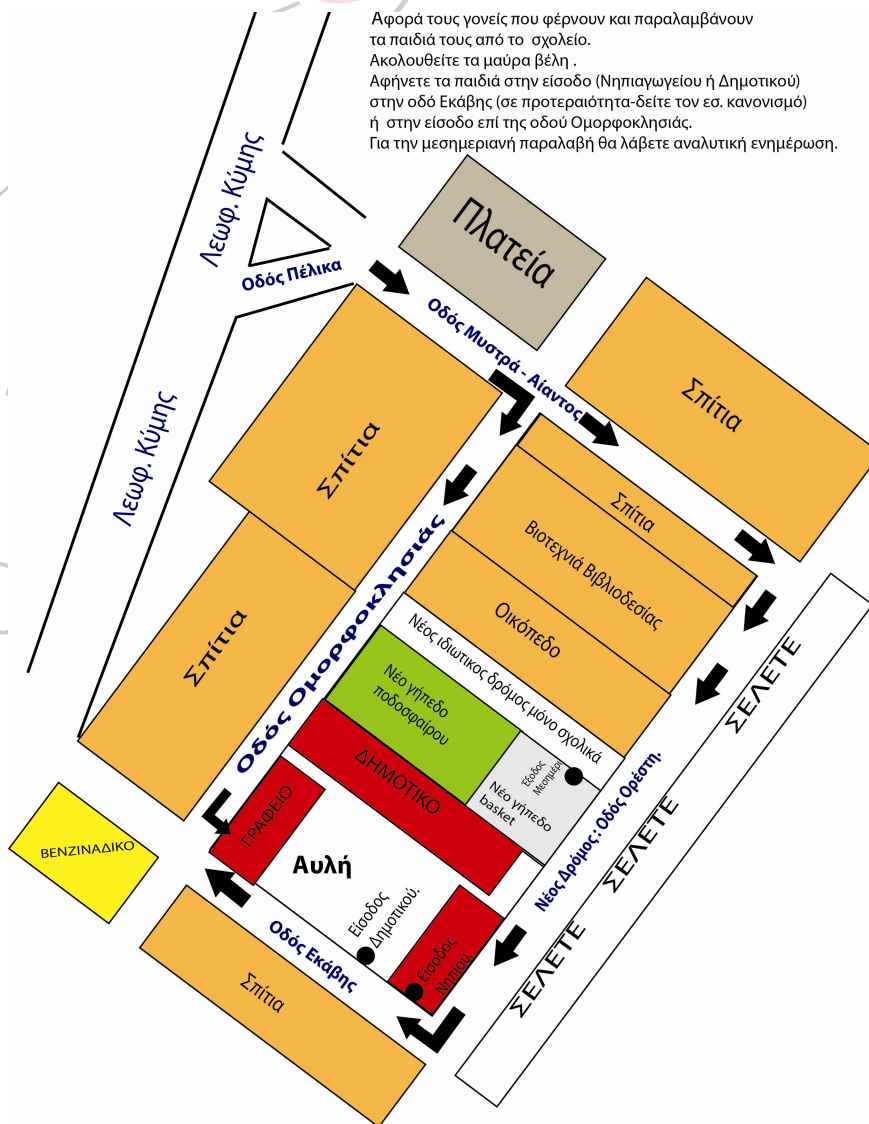 Αφορά τους γονείς που φέρνουν και παραλαμβάνουν
τα παιδιά τους από το σχολείο.
Ακολουθείτε τα μαύρα βέλη .
Αφήνετε τα παιδιά στην είσοδο (Νηπιαγωγείου ή Δημοτικού)
στην οδό Εκάβης (σε προτεραιότητα-δείτε τον εσ. κανονισμό)
ή στην είσοδο επί της οδού Ομορφοκλησιάς.
Για την μεσημεριανή παραλαβή θα λάβετε αναλυτική ενημέρωση.
Λεωφ. Κύμης
Πλατεία
Οδός Πέλικα
Οδός Μυστρά - Αίαντος
Σπίτια
Λεωφ. Κύμης
Σπίτια
Σπίτια
Βιοτεχνιά Βιβλιοδεσίας
Οικόπεδο
Οδός Ομορφοκλησιάς
Νέος ιδιωτικος δρόμος μόνο σχολικά
Σπίτια
Νέο γήπεδο
ποδοσφαίρου
ΣΕΛΕΤΕ
Έξοδος
Μεσημέρι
Νέο γήπεδο
basket
ΔΗΜΟΤΙΚΟ
ΓΡΑΦΕΙΟ
Νέος Δρόμος : Οδός Ορέστη.
ΣΕΛΕΤΕ
ΒΕΝΖΙΝΑΔΙΚΟ
Αυλή
Είσοδος
Δημοτικού.
Είσοδος
Νηπίου.
Οδός Εκάβης
ΣΕΛΕΤΕ
Σπίτια